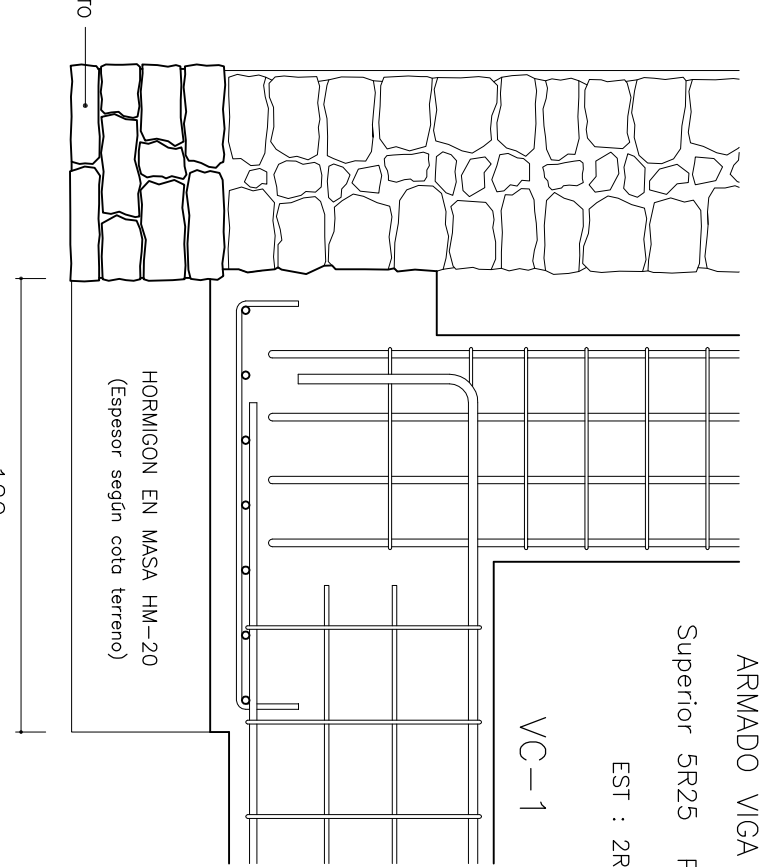 ARMADO VIGA
Superior 5R25
EST : 2R
VC-1
HORMIGON EN MASA HM-20
(Espesor según cota terreno)